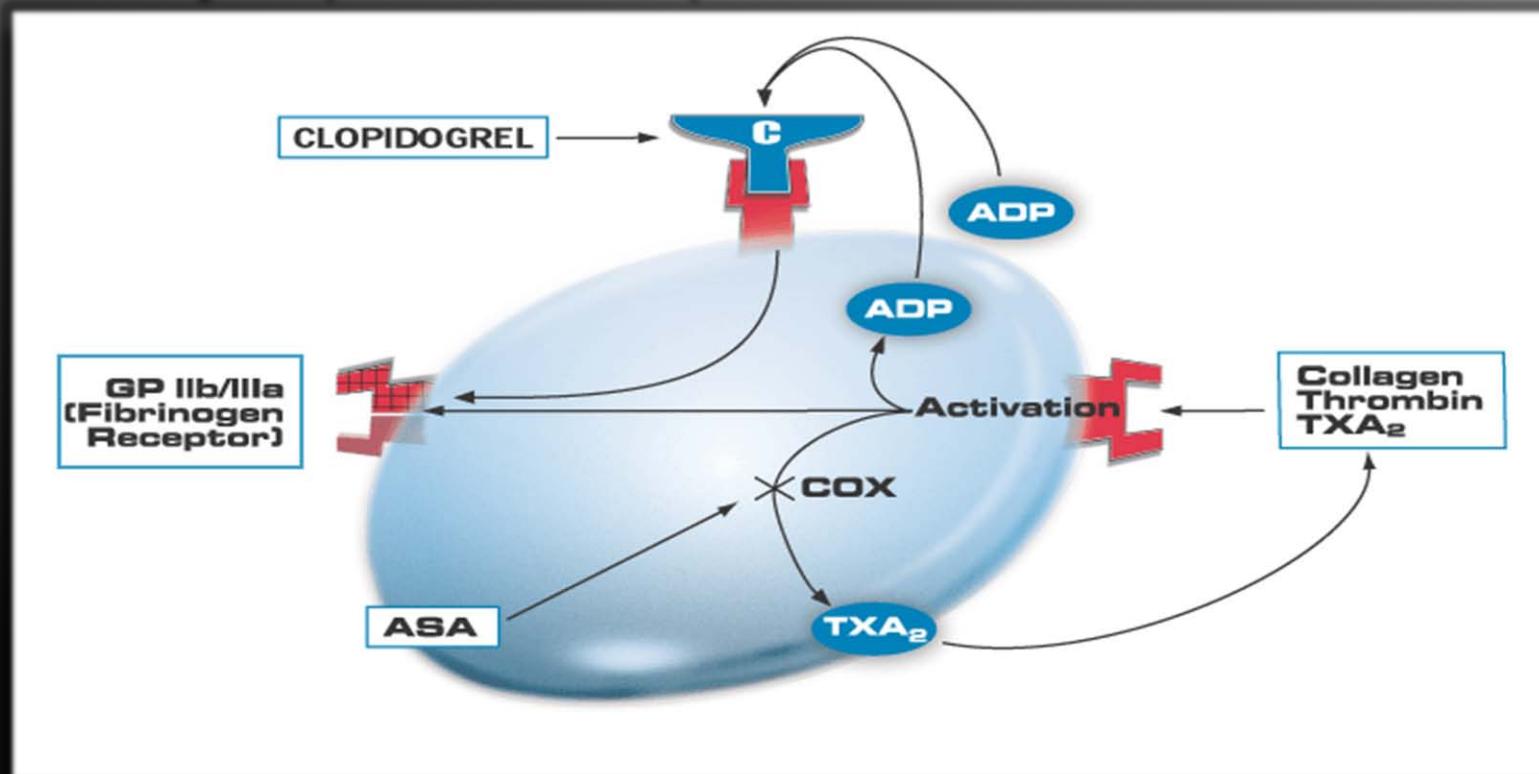 CLOPIDOGREL
C
ADP
ADP
GP IIb/IIIa
(Fibrinogen
Receptor)
Activation
Collagen
Thrombin
TXA₂
COX
ASA
TXA₂